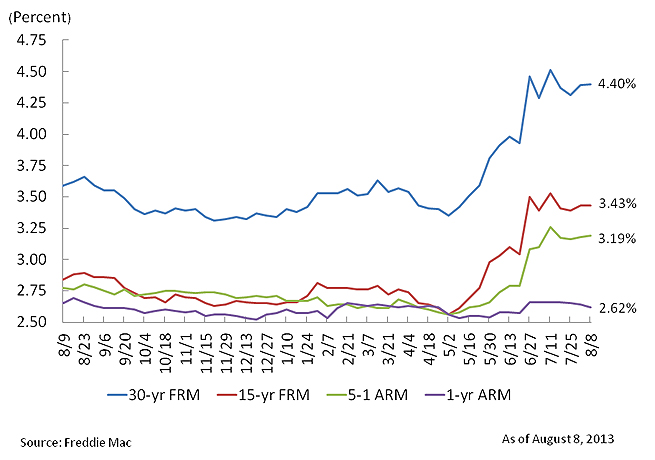 (Percent)
4.75
4.50
4.25
4.00
3.75
3.50
3.25
3.00
2.75
2.50
4.40%
3.43%
3.19%
2.62%
8/9 8/23 9/6 9/20 10/4 10/18 11/1 11/15 11/29 12/13 12/27 1/10 1/24 2/7 2/21 3/7 3/21 4/4 4/18 5/2 5/16 5/30 6/13 6/27 7/11 7/25 8/8
30-yr FRM 15-yr FRM 5-1 ARM 1-yr ARM
Source: Freddie Mac
As of August 8, 2013